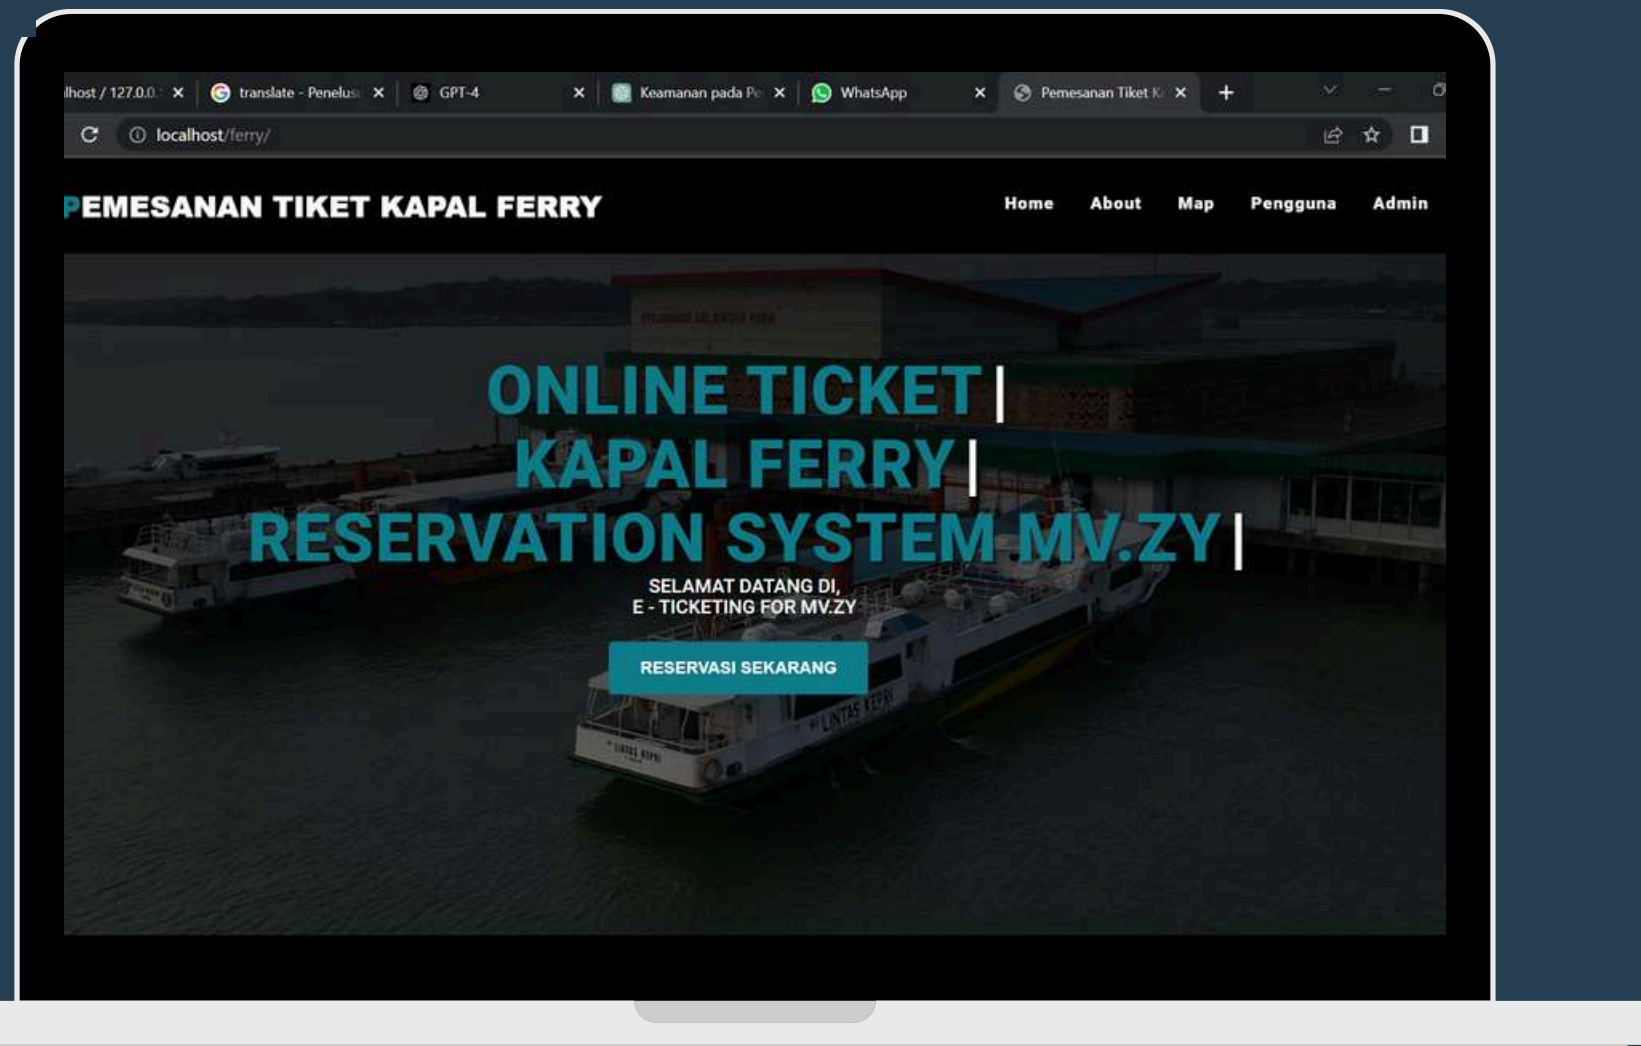 lhost / 127.0.0.
translate - Penelus
GPT-4
Keamanan pada Pe
WhatsApp
Pemesanan Tiket K
localhost/ferry/
PEMESANAN TIKET KAPAL FERRY
Home About Map Pengguna Admin
ONLINE TICKET|
KAPAL FERRY|
RESERVATION SYSTEM MV.ZY|
SELAMAT DATANG DI,
E - TICKETING FOR MV.ZY
RESERVASI SEKARANG
LINTAS KEPRI
LINTAS KEPRI